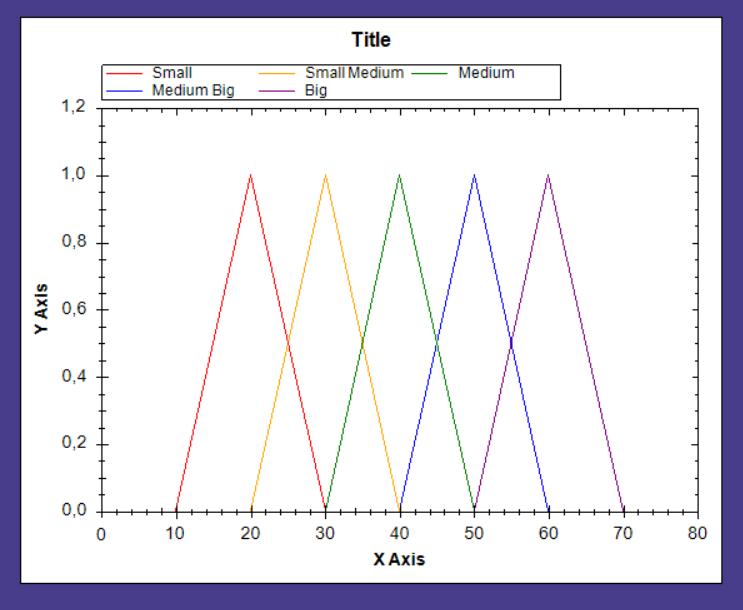 Title
Small Small Medium Medium
Medium Big Big
1,2
1,0
0,8
0,6
0,4
0,2
0,0
Y Axis
0 10 20 30 40 50 60 70 80
X Axis